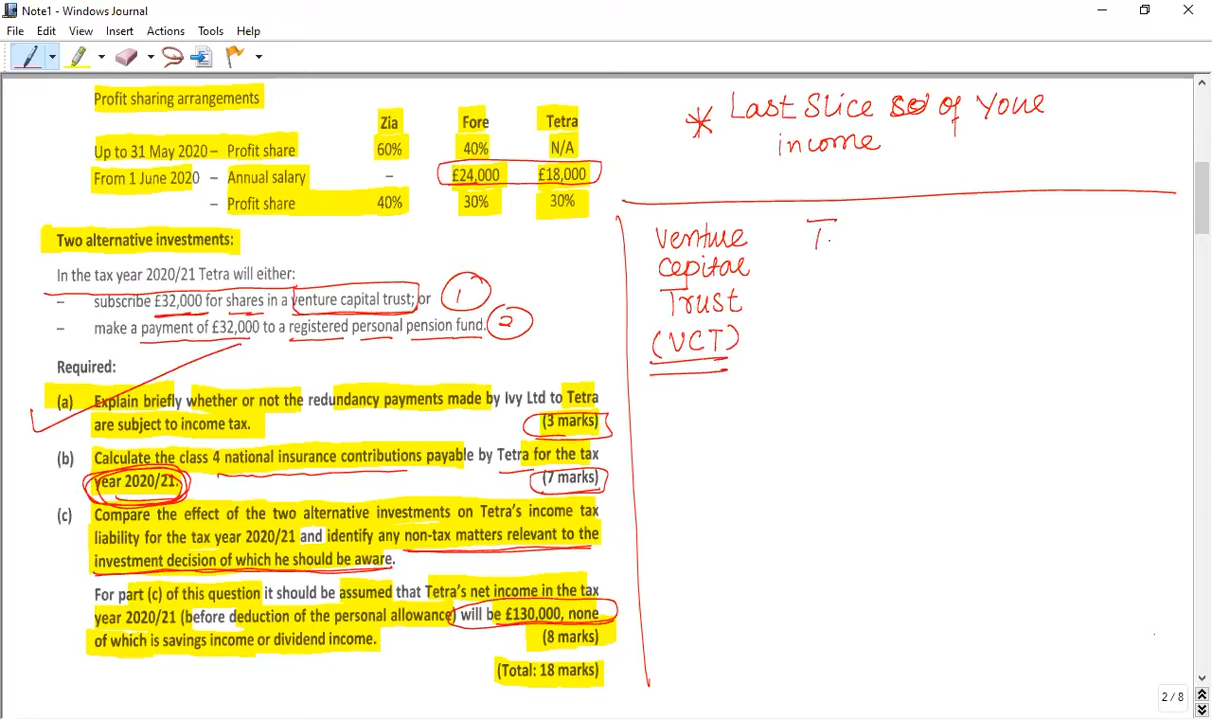 Note1 - Windows Journal
File Edit View Insert Actions Tools Help
Profit sharing arrangements
Zia Fore Tetra
Up to 31 May 2020 – Profit share 60% 40% N/A
From 1 June 2020 – Annual salary – £24,000 £18,000
– Profit share 40% 30% 30%
Two alternative investments:
In the tax year 2020/21 Tetra will either:
– subscribe £32,000 for shares in a venture capital trust; or 1
– make a payment of £32,000 to a registered personal pension fund. 2
Required:
(a) Explain briefly whether or not the redundancy payments made by Ivy Ltd to Tetra
are subject to income tax. (3 marks)
(b) Calculate the class 4 national insurance contributions payable by Tetra for the tax
year 2020/21. (7 marks)
(c) Compare the effect of the two alternative investments on Tetra's income tax
liability for the tax year 2020/21 and identify any non-tax matters relevant to the
investment decision of which he should be aware.
For part (c) of this question it should be assumed that Tetra's net income in the tax
year 2020/21 (before deduction of the personal allowance) will be £130,000, none
of which is savings income or dividend income. (8 marks)
(Total: 18 marks)
* Last Slice of Your
income
Venture T
Capital
Trust
(VCT)
2 / 8